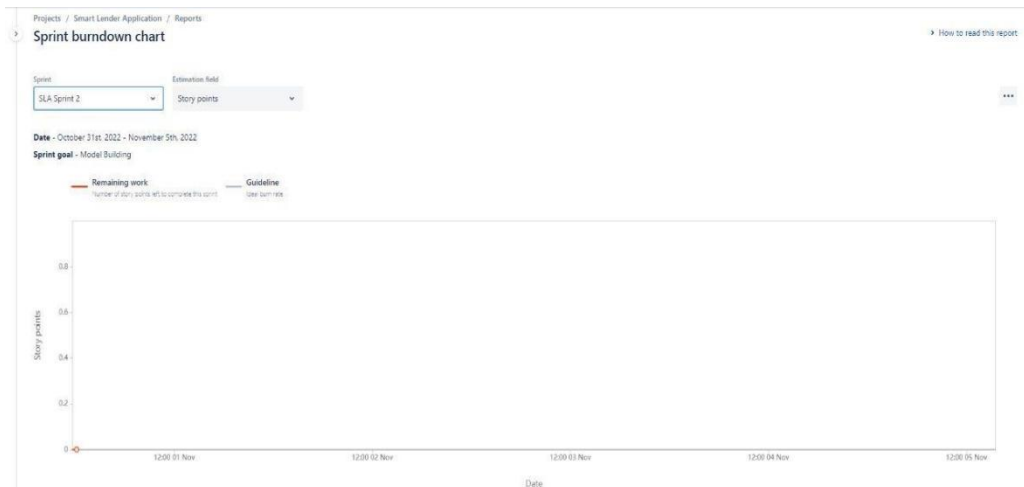 Projects / Smart Lender Application / Reports
Sprint burndown chart
How to read this report
Sprint
Estimation field
SLA Sprint 2
Story points
Date - October 31st, 2022 - November 5th, 2022
Sprint goal - Model Building
Remaining work
Guideline
Number of story points left to complete this sprint
Ideal burn rate
0.8
0.6
0.4
0.2
0
Story points
12:00 01 Nov
12:00 02 Nov
12:00 03 Nov
12:00 04 Nov
12:00 05 Nov
Date